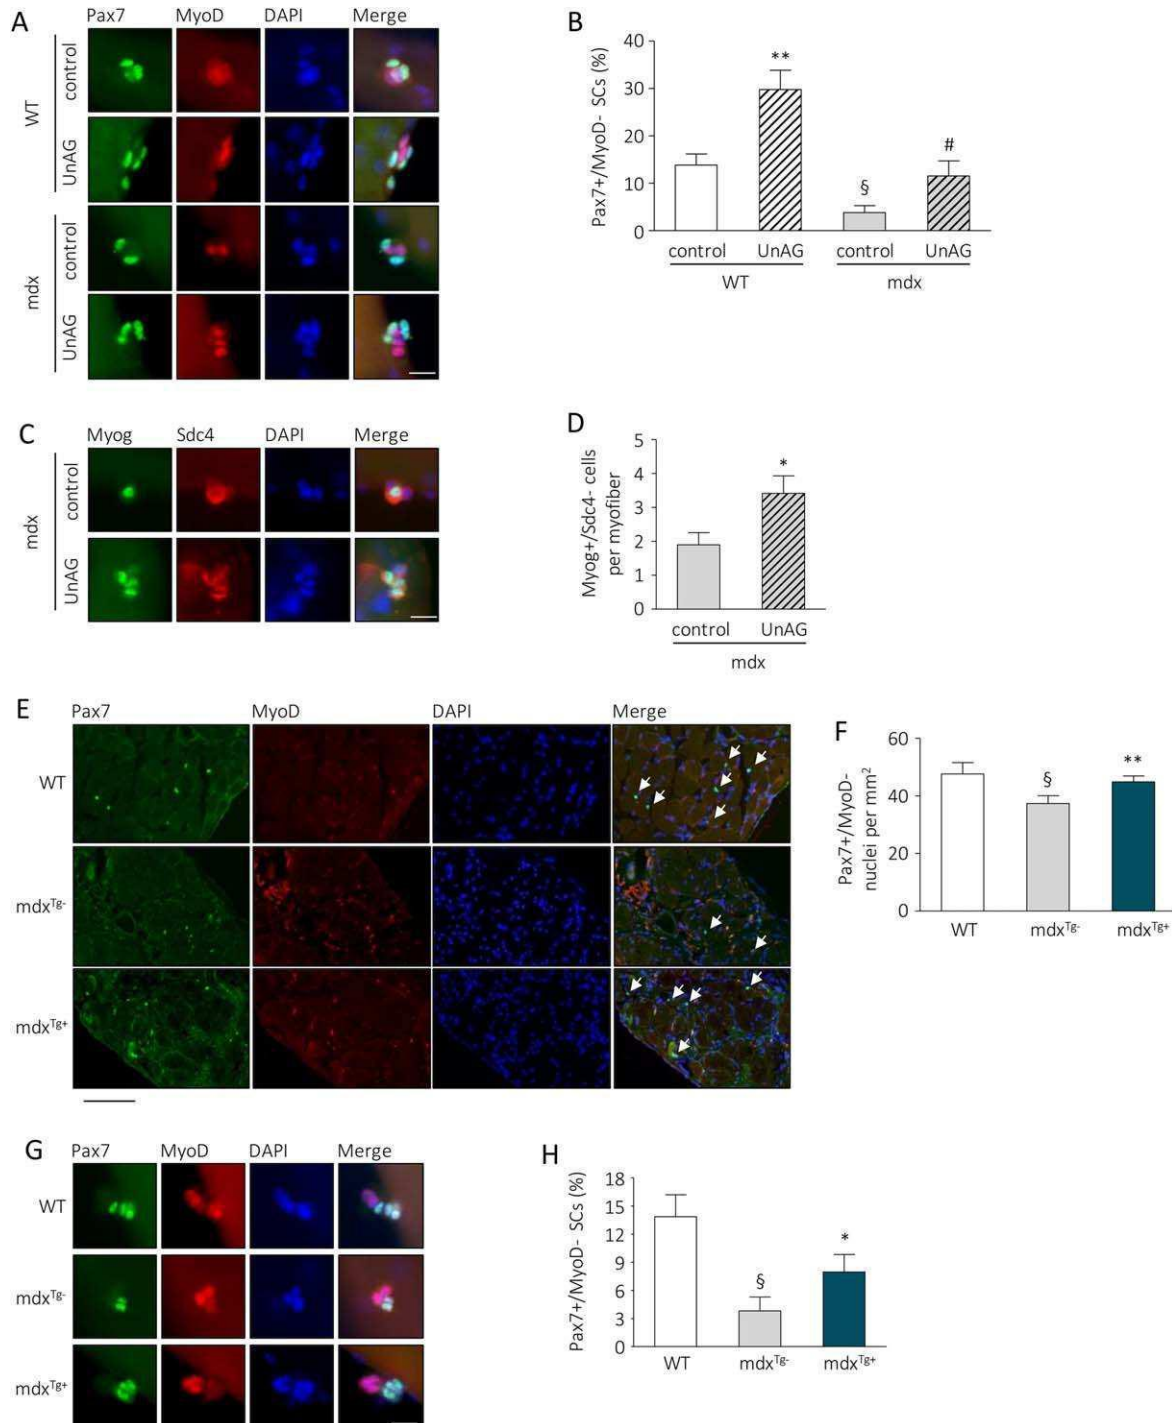 A
Pax7 MyoD DAPI Merge
WT
control
UnAG
mdx
control
UnAG
B
Pax7+/MyoD- SCs (%)
40
30
20
10
0
**
§
#
control UnAG control UnAG
WT mdx
C
Myog Sdc4 DAPI Merge
mdx
control
UnAG
D
Myog+/Sdc4- cells
per myofiber
5
4
3
2
1
0
*
control UnAG
mdx
E
Pax7 MyoD DAPI Merge
WT
mdxTg-
mdxTg+
F
Pax7+/MyoD-
nuclei per mm2
60
40
20
0
§
**
WT mdxTg- mdxTg+
G
Pax7 MyoD DAPI Merge
WT
mdxTg-
mdxTg+
H
Pax7+/MyoD- SCs (%)
18
15
12
9
6
3
0
§
*
WT mdxTg- mdxTg+